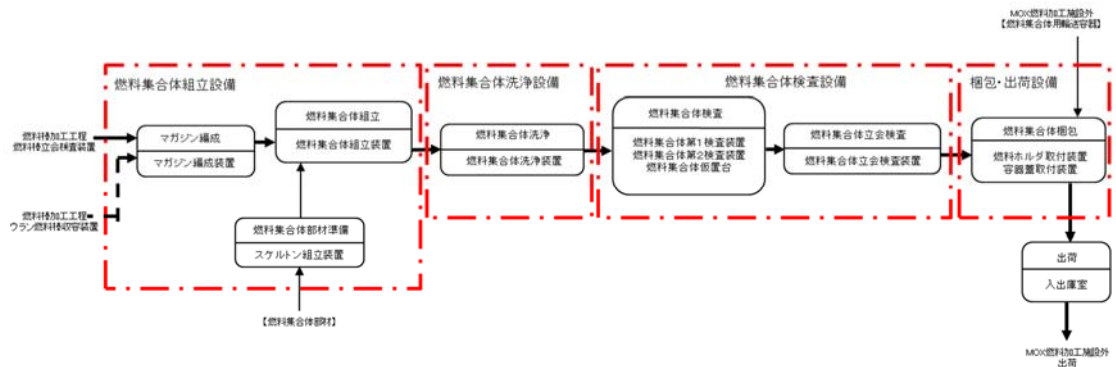 MOX燃料加工施設外
【燃料集合体用輸送容器】
燃料集合体組立設備
燃料集合体洗浄設備
燃料集合体検査設備
梱包・出荷設備
燃料棒加工工程
燃料棒立会検査装置
マガジン編成
マガジン編成装置
燃料集合体組立
燃料集合体組立装置
燃料集合体洗浄
燃料集合体洗浄装置
燃料集合体検査
燃料集合体第1検査装置
燃料集合体第2検査装置
燃料集合体仮置台
燃料集合体立会検査
燃料集合体立会検査装置
燃料集合体梱包
燃料ホルダ取付装置
容器蓋取付装置
燃料棒加工工程
ウラン燃料棒収容装置
燃料集合体部材準備
スケルトン組立装置
【燃料集合体部材】
出荷
入出庫室
MOX燃料加工施設外
出荷